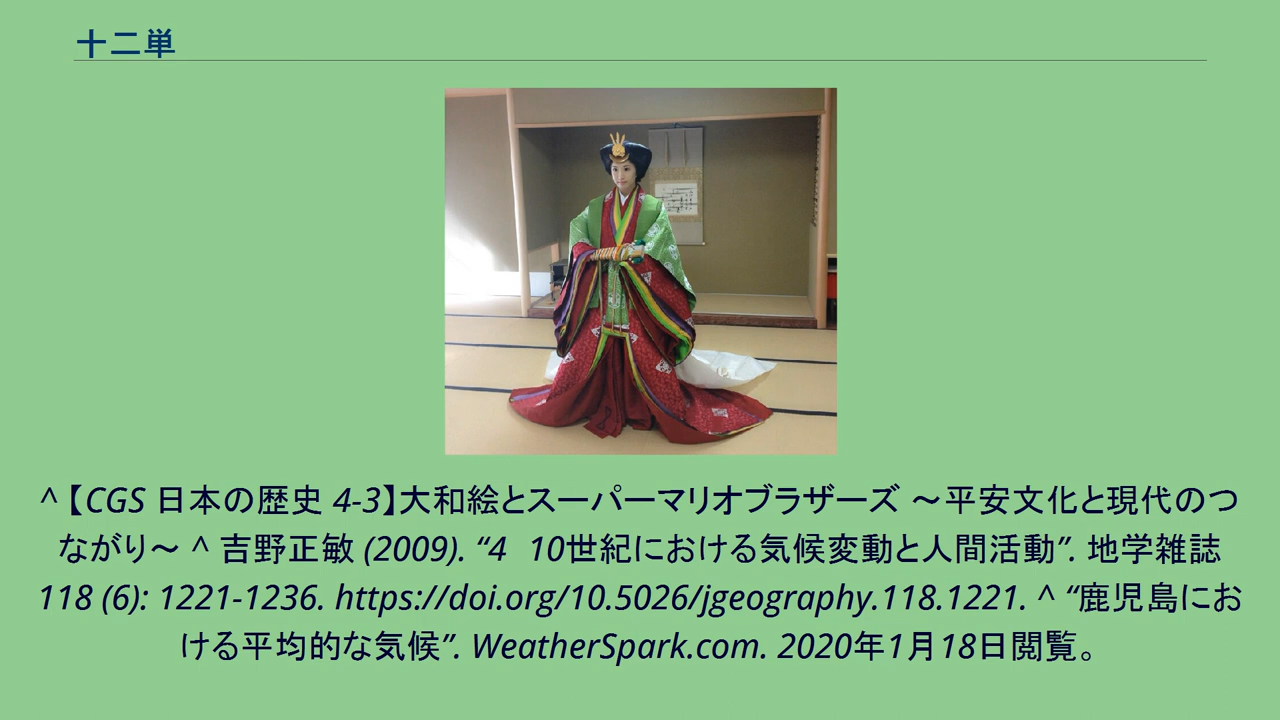 十二単
^【CGS 日本の歴史 4-3】大和絵とスーパーマリオブラザーズ 〜平安文化と現代のつ
ながり〜 ^ 吉野正敏 (2009). “4 10世紀における気候変動と人間活動”. 地学雑誌
118 (6): 1221-1236. https://doi.org/10.5026/jgeography.118.1221. ^ “鹿児島にお
ける平均的な気候”. WeatherSpark.com. 2020年1月18日閲覧。